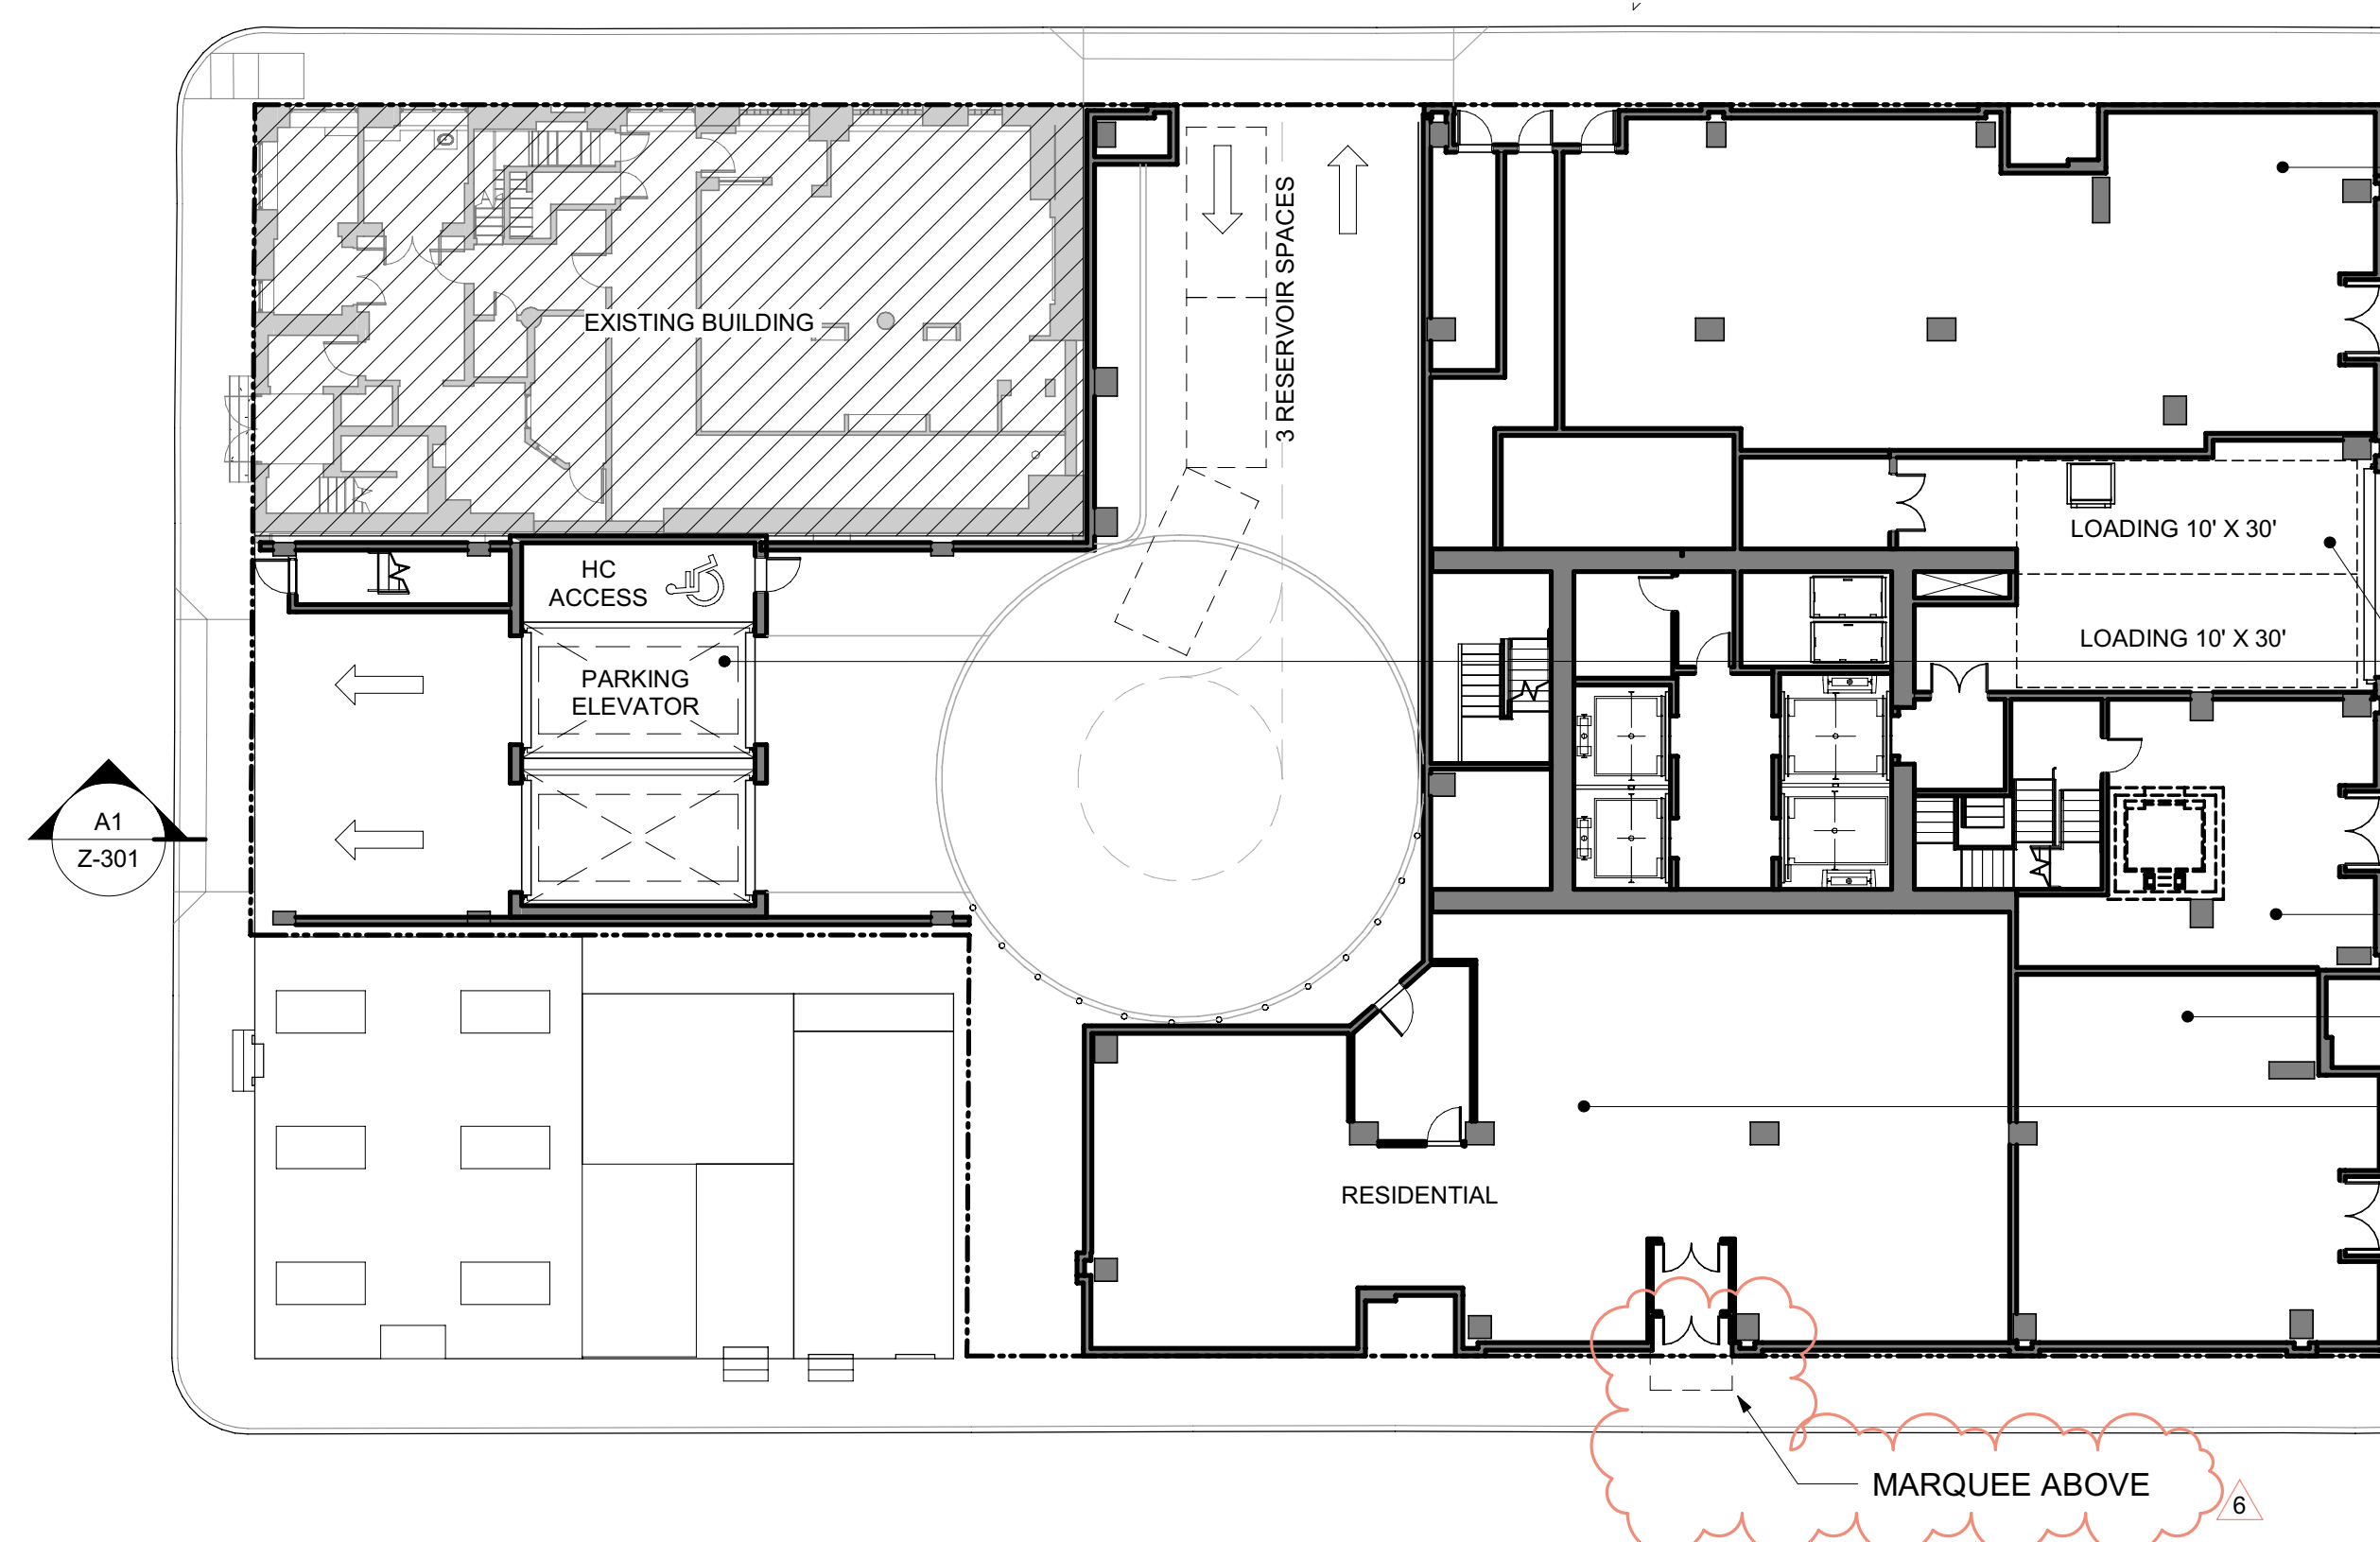 EXISTING BUILDING
3 RESERVOIR SPACES
HC
ACCESS
PARKING
ELEVATOR
LOADING 10' X 30'
LOADING 10' X 30'
A1
Z-301
RESIDENTIAL
MARQUEE ABOVE
6